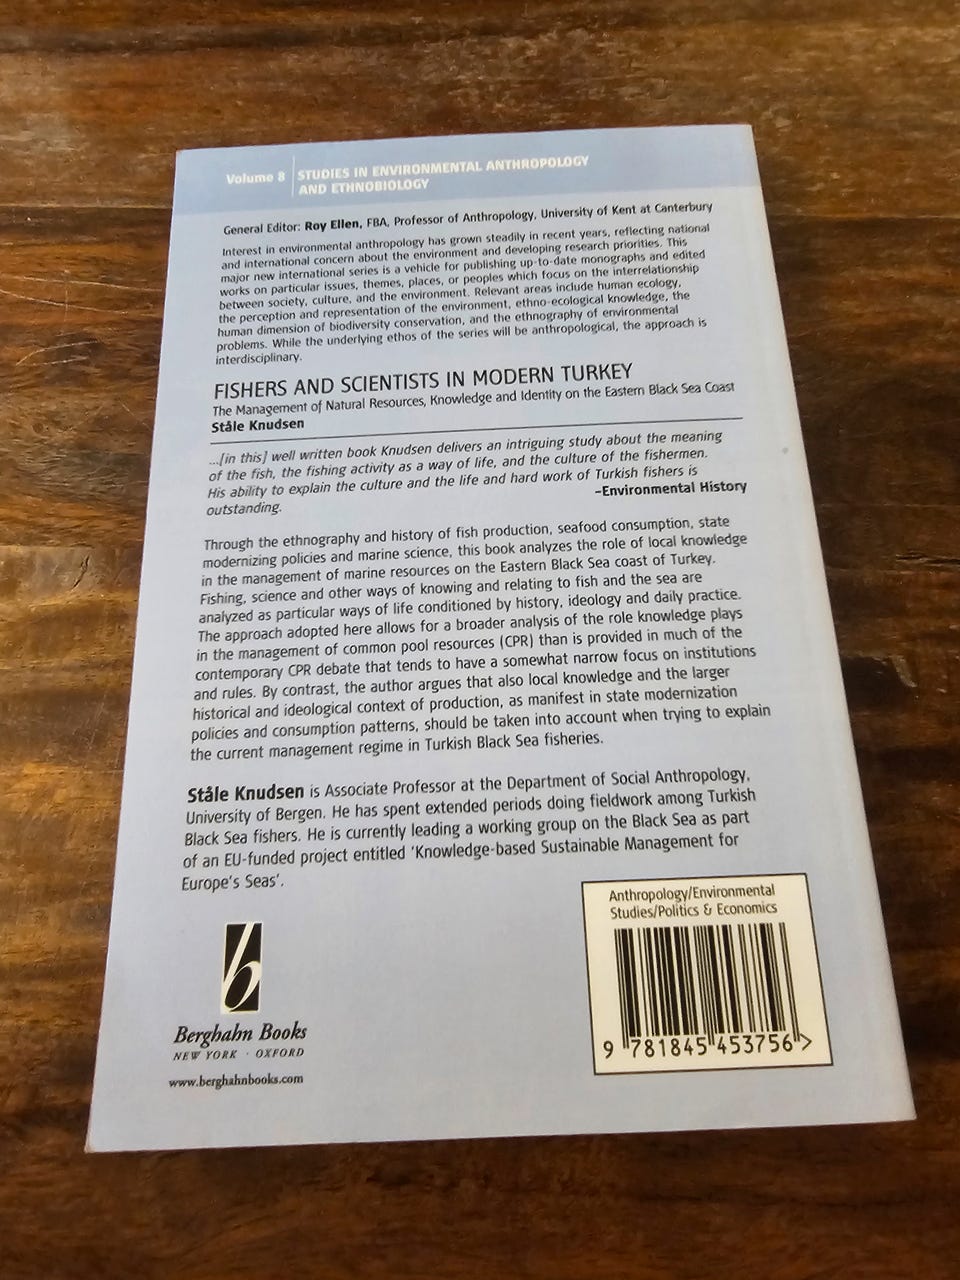 Volume 8
STUDIES IN ENVIRONMENTAL ANTHROPOLOGY
AND ETHNOBIOLOGY
General Editor: Roy Ellen, FBA, Professor of Anthropology, University of Kent at Canterbury
Interest in environmental anthropology has grown steadily in recent years, reflecting national
and international concern about the environment and developing research priorities. This
major new international series is a vehicle for publishing up-to-date monographs and edited
works on particular issues, themes, places, or peoples which focus on the interrelationship
between society, culture, and the environment. Relevant areas include human ecology,
the perception and representation of the environment, ethno-ecological knowledge, the
human dimension of biodiversity conservation, and the ethnography of environmental
problems. While the underlying ethos of the series will be anthropological, the approach is
interdisciplinary.
FISHERS AND SCIENTISTS IN MODERN TURKEY
The Management of Natural Resources, Knowledge and Identity on the Eastern Black Sea Coast
Ståle Knudsen
...[in this] well written book Knudsen delivers an intriguing study about the meaning
of the fish, the fishing activity as a way of life, and the culture of the fishermen.
His ability to explain the culture and the life and hard work of Turkish fishers is
outstanding.
–Environmental History
Through the ethnography and history of fish production, seafood consumption, state
modernizing policies and marine science, this book analyzes the role of local knowledge
in the management of marine resources on the Eastern Black Sea coast of Turkey.
Fishing, science and other ways of knowing and relating to fish and the sea are
analyzed as particular ways of life conditioned by history, ideology and daily practice.
The approach adopted here allows for a broader analysis of the role knowledge plays
in the management of common pool resources (CPR) than is provided in much of the
contemporary CPR debate that tends to have a somewhat narrow focus on institutions
and rules. By contrast, the author argues that also local knowledge and the larger
historical and ideological context of production, as manifest in state modernization
policies and consumption patterns, should be taken into account when trying to explain
the current management regime in Turkish Black Sea fisheries.
Ståle Knudsen is Associate Professor at the Department of Social Anthropology,
University of Bergen. He has spent extended periods doing fieldwork among Turkish
Black Sea fishers. He is currently leading a working group on the Black Sea as part
of an EU-funded project entitled 'Knowledge-based Sustainable Management for
Europe's Seas'.
Anthropology/Environmental
Studies/Politics & Economics
9 781845 453756 >
b
Berghahn Books
NEW YORK · OXFORD
www.berghahnbooks.com